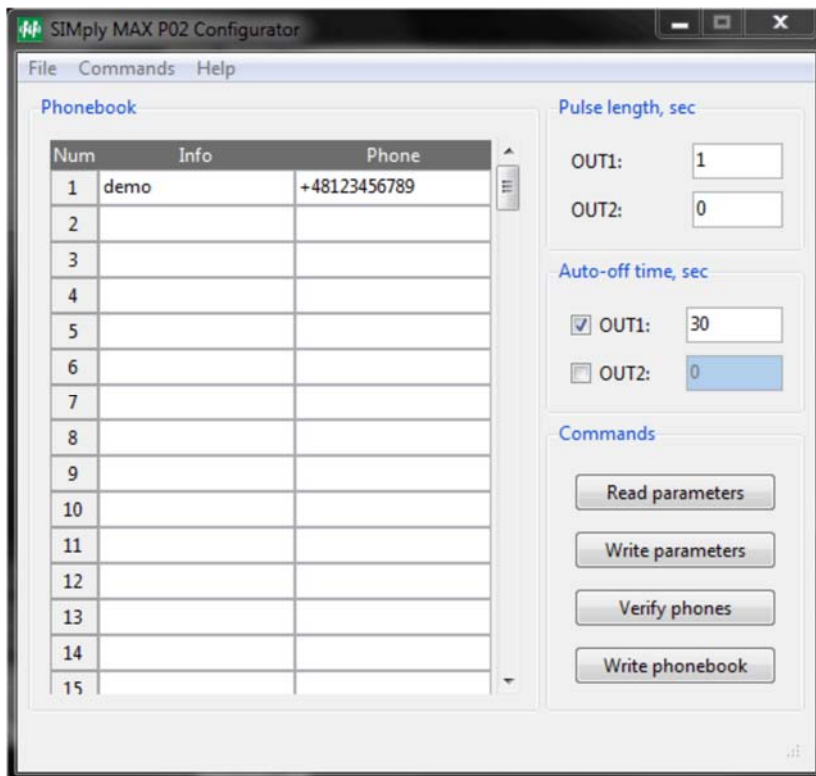 SIMply MAX P02 Configurator
File Commands Help
Phonebook
Num Info Phone
1 demo +48123456789
2
3
4
5
6
7
8
9
10
11
12
13
14
15
Pulse length, sec
OUT1: 1
OUT2: 0
Auto-off time, sec
OUT1: 30
OUT2: 0
Commands
Read parameters
Write parameters
Verify phones
Write phonebook